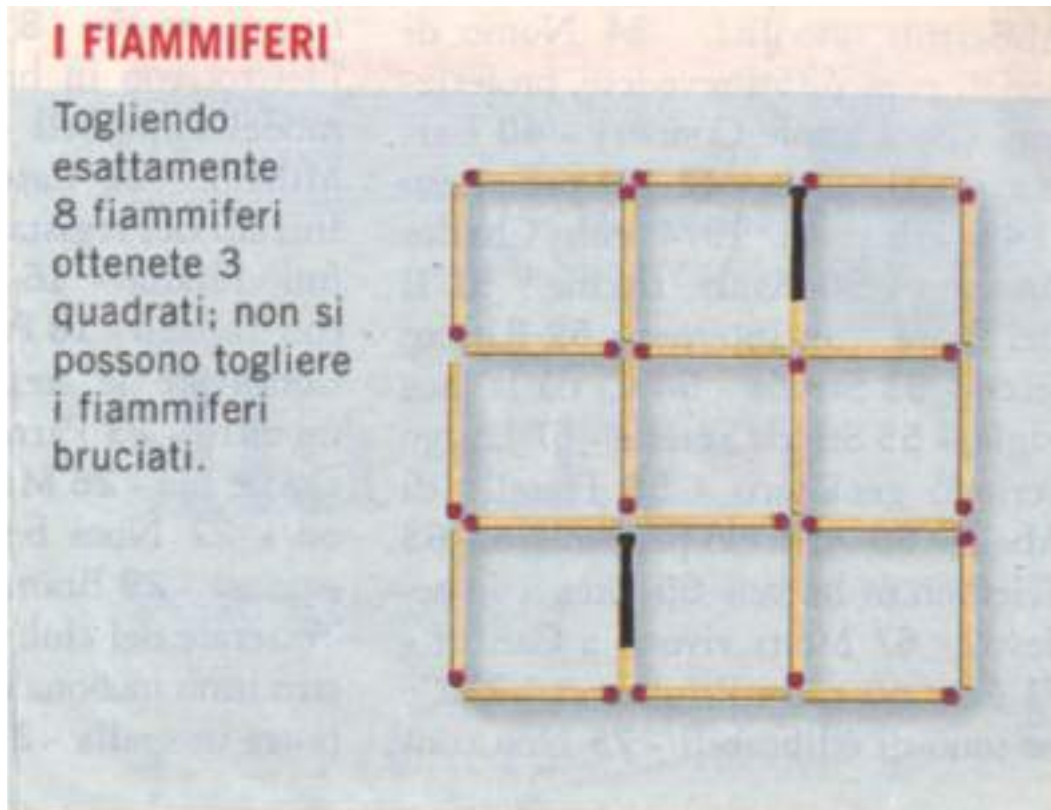 I FIAMMIFERI
Togliendo
esattamente
8 fiammiferi
ottenete 3
quadrati; non si
possono togliere
i fiammiferi
bruciati.